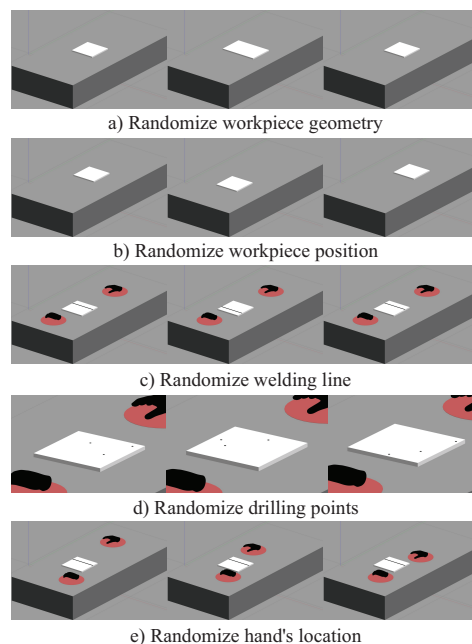 a) Randomize workpiece geometry
b) Randomize workpiece position
c) Randomize welding line
d) Randomize drilling points
e) Randomize hand's location